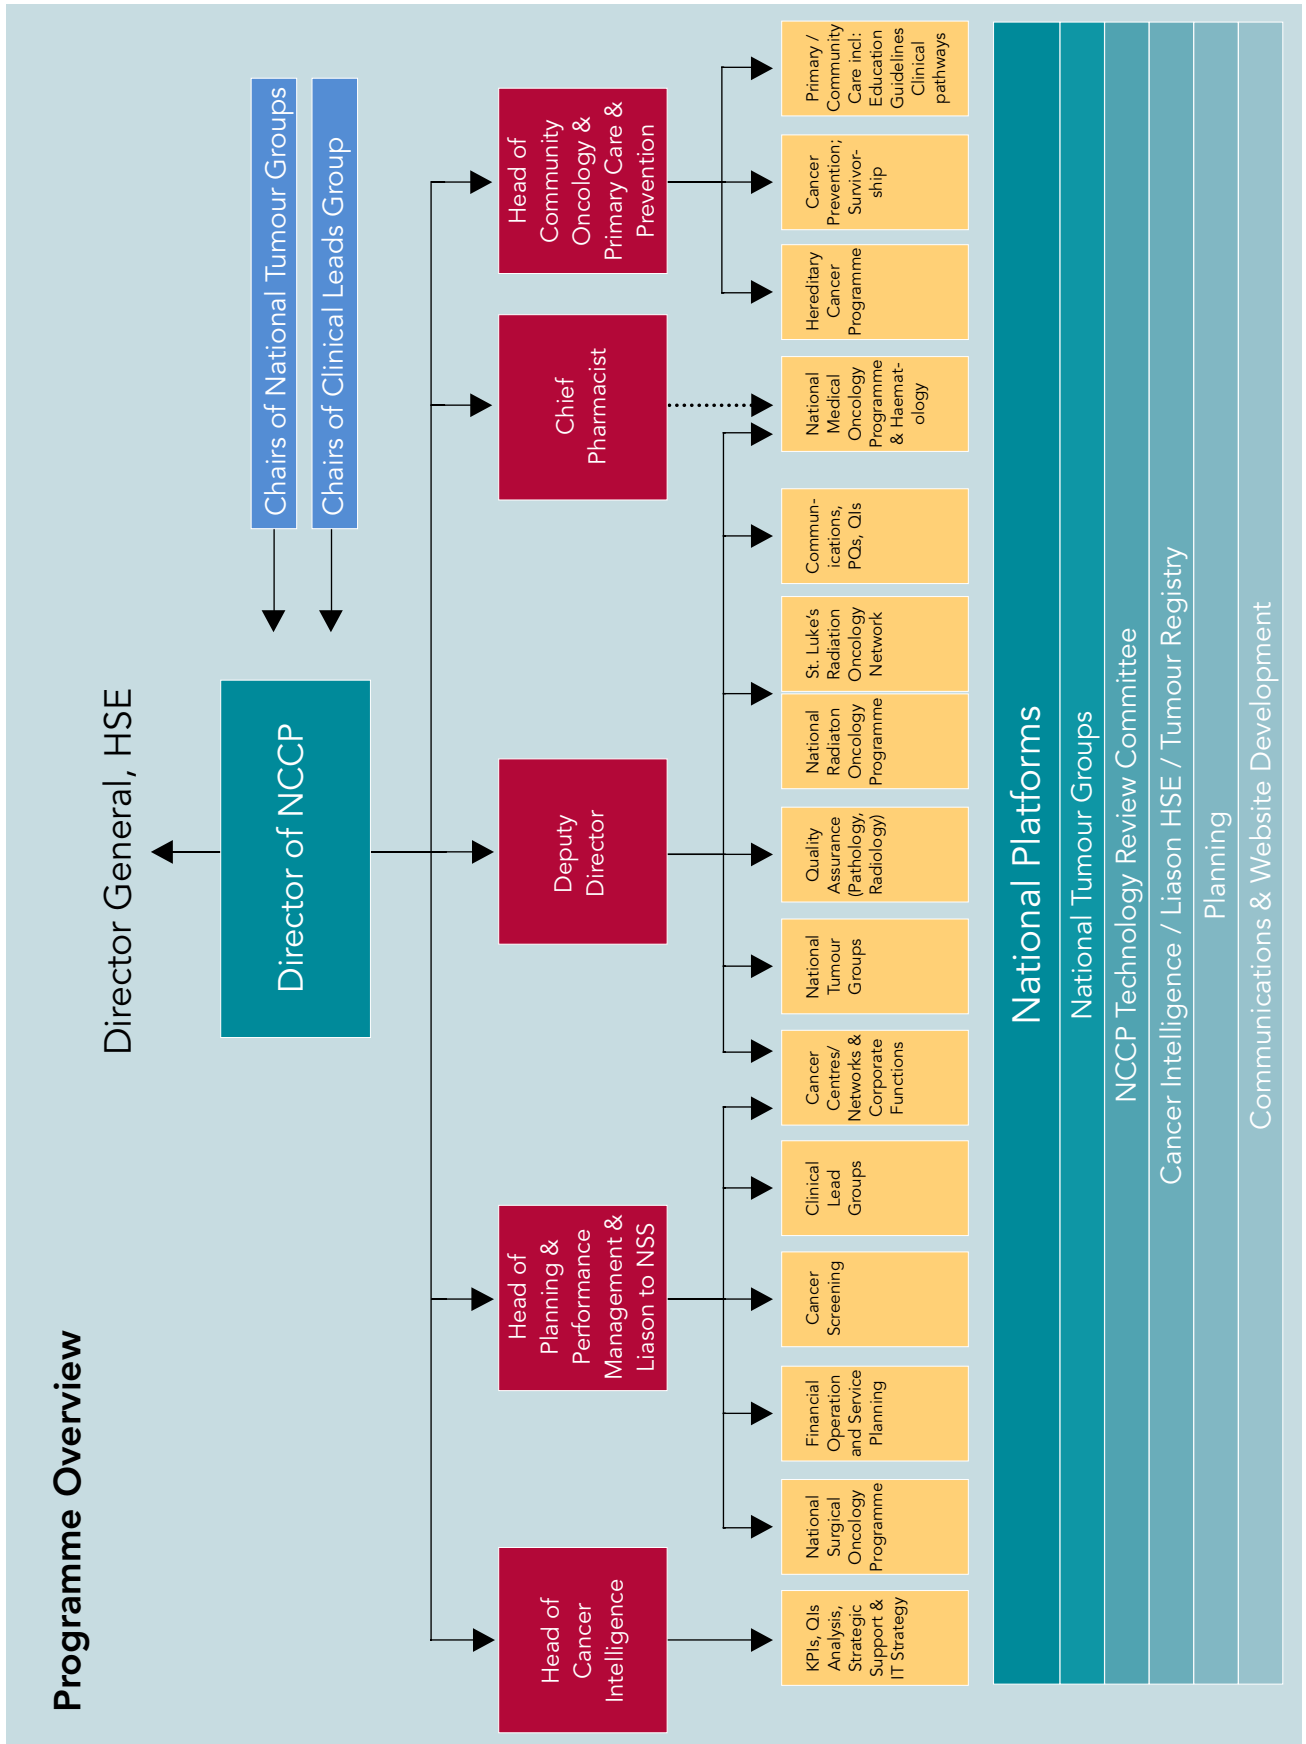 Programme Overview
Director General, HSE
Director of NCCP
Chairs of National Tumour Groups
Chairs of Clinical Leads Group
Head of
Cancer
Intelligence
Head of
Planning &
Performance
Management &
Liason to NSS
Deputy
Director
Chief
Pharmacist
Head of
Community
Oncology &
Primary Care &
Prevention
KPIs, QIs
Analysis,
Strategic
Support &
IT Strategy
National
Surgical
Oncology
Programme
Financial
Operation
and Service
Planning
Cancer
Screening
Clinical
Lead
Groups
Cancer
Centres/
Networks &
Corporate
Functions
National
Tumour
Groups
Quality
Assurance
(Pathology,
Radiology)
National
Radiaton
Oncology
Programme
St. Luke's
Radiation
Oncology
Network
Commun-
ications,
PQs, QIs
National
Medical
Oncology
Programme
& Haemat-
ology
Hereditary
Cancer
Programme
Cancer
Prevention;
Survivor-
ship
Primary /
Community
Care incl:
Education
Guidelines
Clinical
pathways
National Platforms
National Tumour Groups
NCCP Technology Review Committee
Cancer Intelligence / Liason HSE / Tumour Registry
Planning
Communications & Website Development